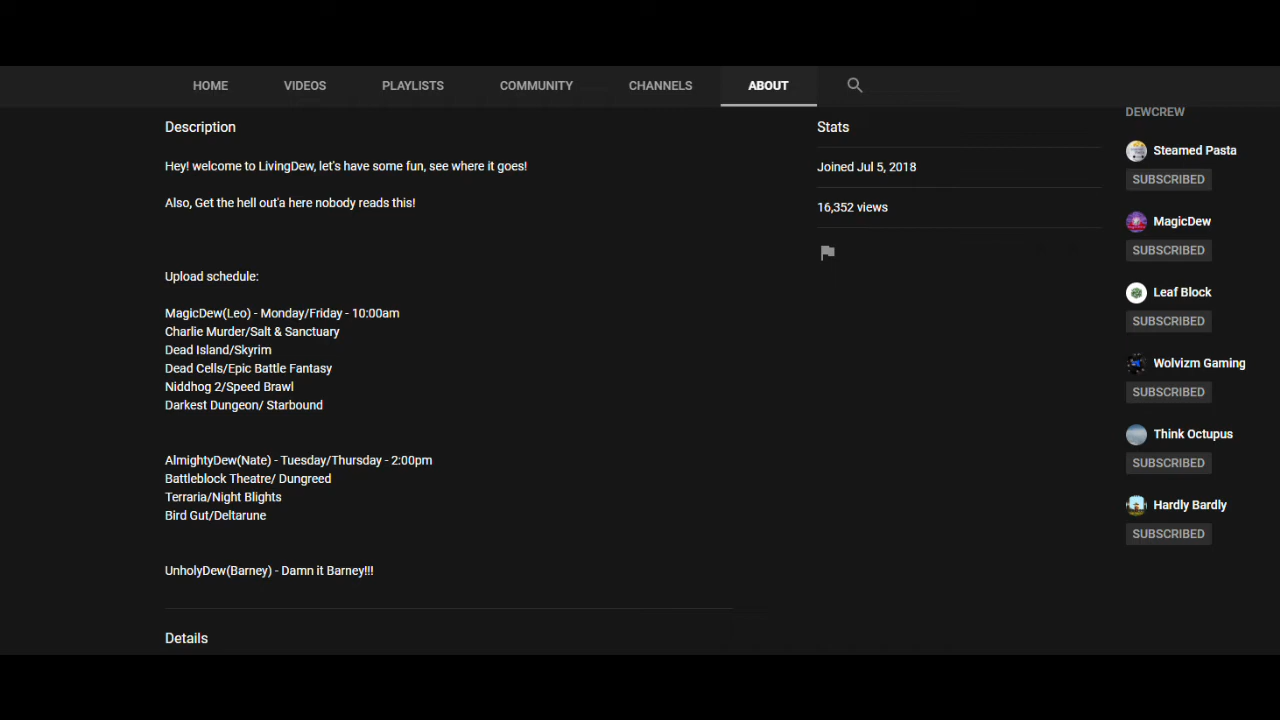 HOME VIDEOS PLAYLISTS COMMUNITY CHANNELS ABOUT
Description
Hey! welcome to LivingDew, let's have some fun, see where it goes!
Also, Get the hell out'a here nobody reads this!
Upload schedule:
MagicDew(Leo) - Monday/Friday - 10:00am
Charlie Murder/Salt & Sanctuary
Dead Island/Skyrim
Dead Cells/Epic Battle Fantasy
Niddhog 2/Speed Brawl
Darkest Dungeon/ Starbound
AlmightyDew(Nate) - Tuesday/Thursday - 2:00pm
Battleblock Theatre/ Dungreed
Terraria/Night Blights
Bird Gut/Deltarune
UnholyDew(Barney) - Damn it Barney!!!
Details
Stats
Joined Jul 5, 2018
16,352 views
DEWCREW
Steamed Pasta
SUBSCRIBED
MagicDew
SUBSCRIBED
Leaf Block
SUBSCRIBED
Wolvizm Gaming
SUBSCRIBED
Think Octupus
SUBSCRIBED
Hardly Bardly
SUBSCRIBED